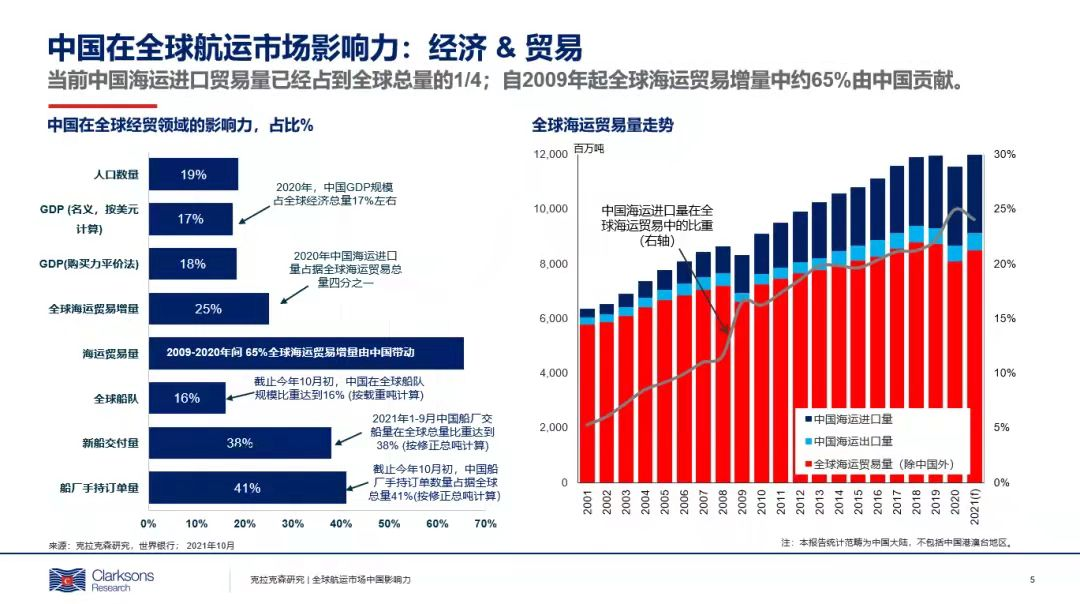 中国在全球航运市场影响力：经济 & 贸易
当前中国海运进口贸易量已经占到全球总量的1/4；自2009年起全球海运贸易增量中约65%由中国贡献。
中国在全球经贸领域的影响力，占比%
人口数量
19%
GDP (名义，按美元
计算)
17%
2020年，中国GDP规模
占全球经济总量17%左右
GDP(购买力平价法)
18%
全球海运贸易增量
25%
2020年中国海运进口
量占据全球海运贸易总
量四分之一
海运贸易量
2009-2020年间 65%全球海运贸易增量由中国带动
全球船队
16%
截止今年10月初，中国在全球船队
规模比重达到16% (按载重吨计算)
新船交付量
38%
2021年1-9月中国船厂交
船量在全球总量比重达到
38% (按修正总吨计算)
船厂手持订单量
41%
截止今年10月初，中国船
厂手持订单数量占据全球
总量41%(按修正总吨计算)
0% 10% 20% 30% 40% 50% 60% 70%
来源：克拉克森研究，世界银行； 2021年10月
全球海运贸易量走势
百万吨
12,000
10,000
8,000
6,000
4,000
2,000
0
30%
25%
20%
15%
10%
5%
0%
中国海运进口量在全
球海运贸易中的比重
（右轴）
中国海运进口量
中国海运出口量
全球海运贸易量（除中国外）
2001 2002 2003 2004 2005 2006 2007 2008 2009 2010 2011 2012 2013 2014 2015 2016 2017 2018 2019 2020 2021(f)
注：本报告统计范畴为中国大陆，不包括中国港澳台地区。
Clarksons
Research
克拉克森研究 | 全球航运市场中国影响力
5